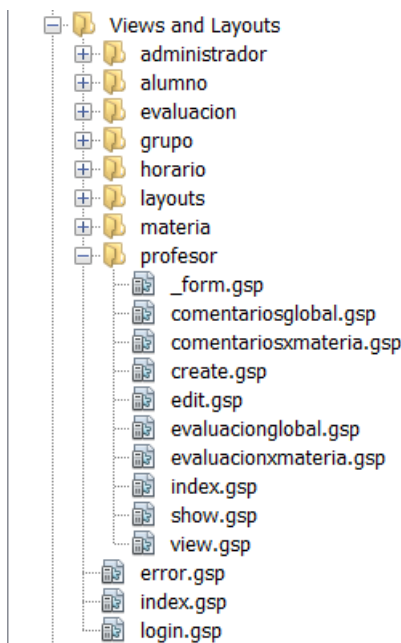 Views and Layouts
administrador
alumno
evaluacion
grupo
horario
layouts
materia
profesor
_form.gsp
comentariosglobal.gsp
comentariosxmateria.gsp
create.gsp
edit.gsp
evaluacionglobal.gsp
evaluacionxmateria.gsp
index.gsp
show.gsp
view.gsp
error.gsp
index.gsp
login.gsp